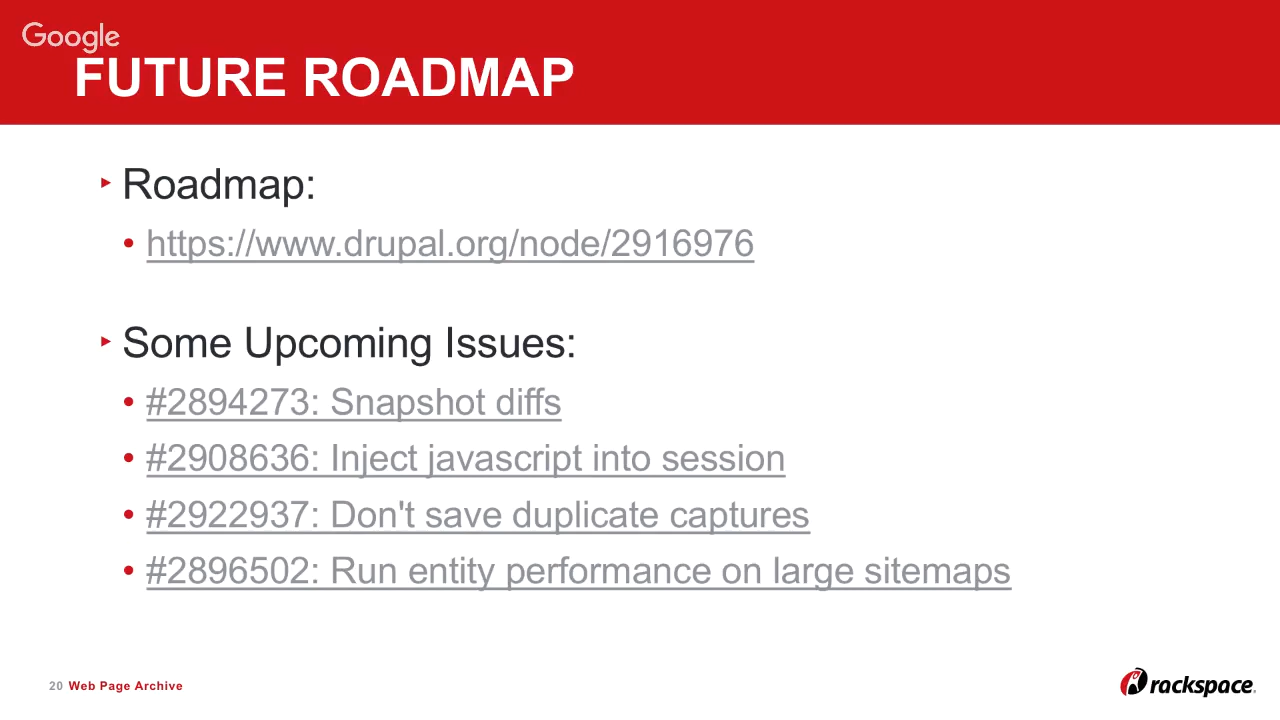 Google
FUTURE ROADMAP
Roadmap:
https://www.drupal.org/node/2916976
Some Upcoming Issues:
#2894273: Snapshot diffs
#2908636: Inject javascript into session
#2922937: Don't save duplicate captures
#2896502: Run entity performance on large sitemaps
20 Web Page Archive
rackspace.